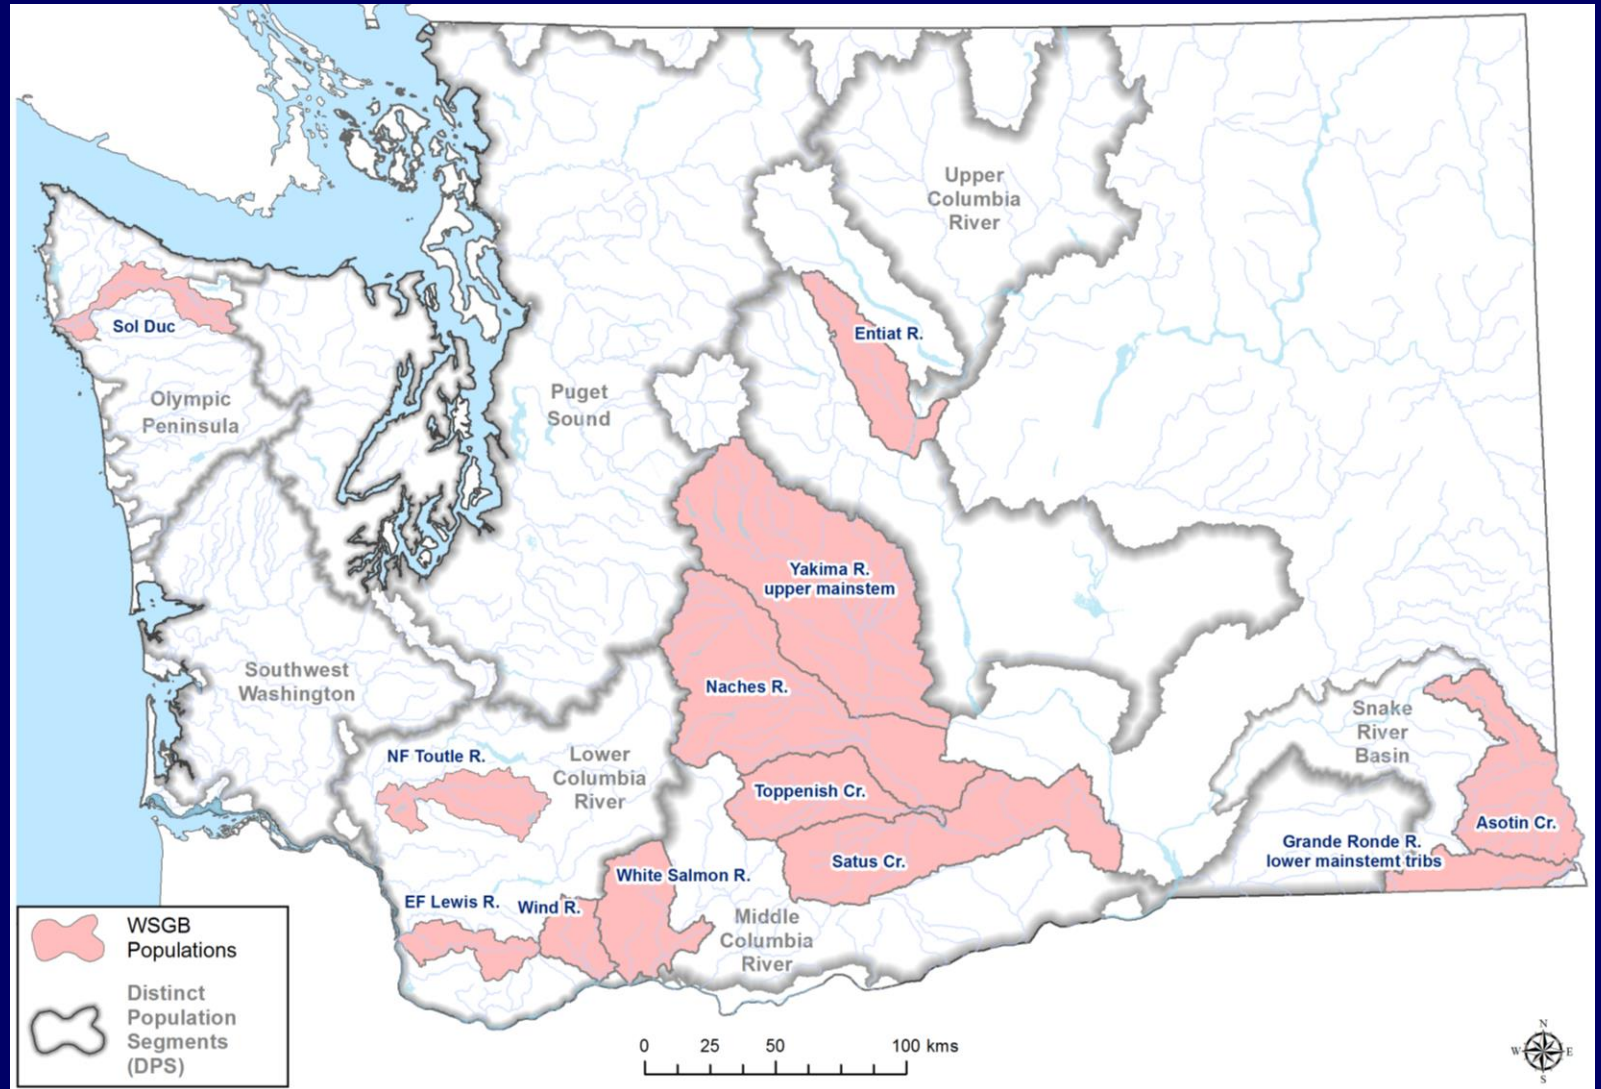 Upper
Columbia
River
Sol Duc
Entiat R.
Olympic
Peninsula
Puget
Sound
Yakima R.
upper mainstem
Southwest
Washington
Naches R.
Snake
River
Basin
NF Toutle R.
Lower
Columbia
River
Toppenish Cr.
Asotin Cr.
Grande Ronde R.
lower mainstemt tribs
Satus Cr.
White Salmon R.
EF Lewis R.
Wind R.
Middle
Columbia
River
WSGB
Populations
Distinct
Population
Segments
(DPS)
0 25 50 100 kms
N
W E
S